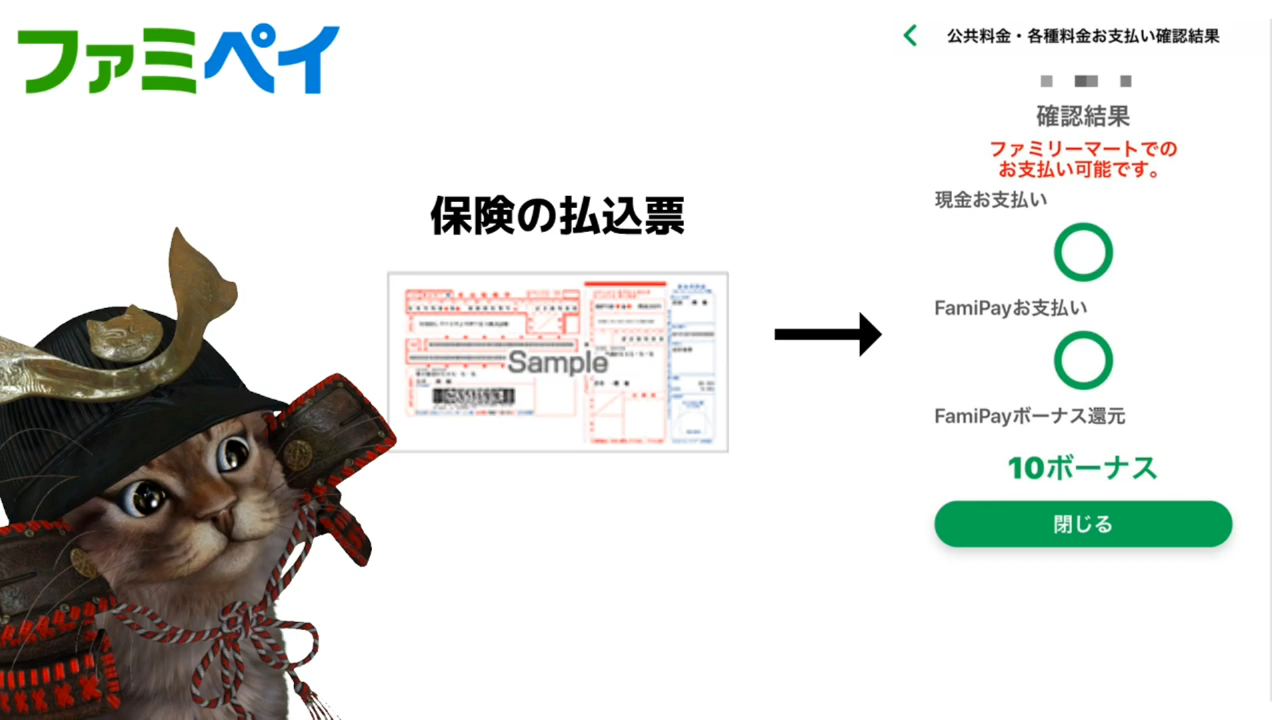 ファミペイ
保険の払込票
Sample
公共料金・各種料金お支払い確認結果
確認結果
ファミリーマートでの
お支払い可能です。
現金お支払い
FamiPayお支払い
FamiPayボーナス還元
10ボーナス
閉じる